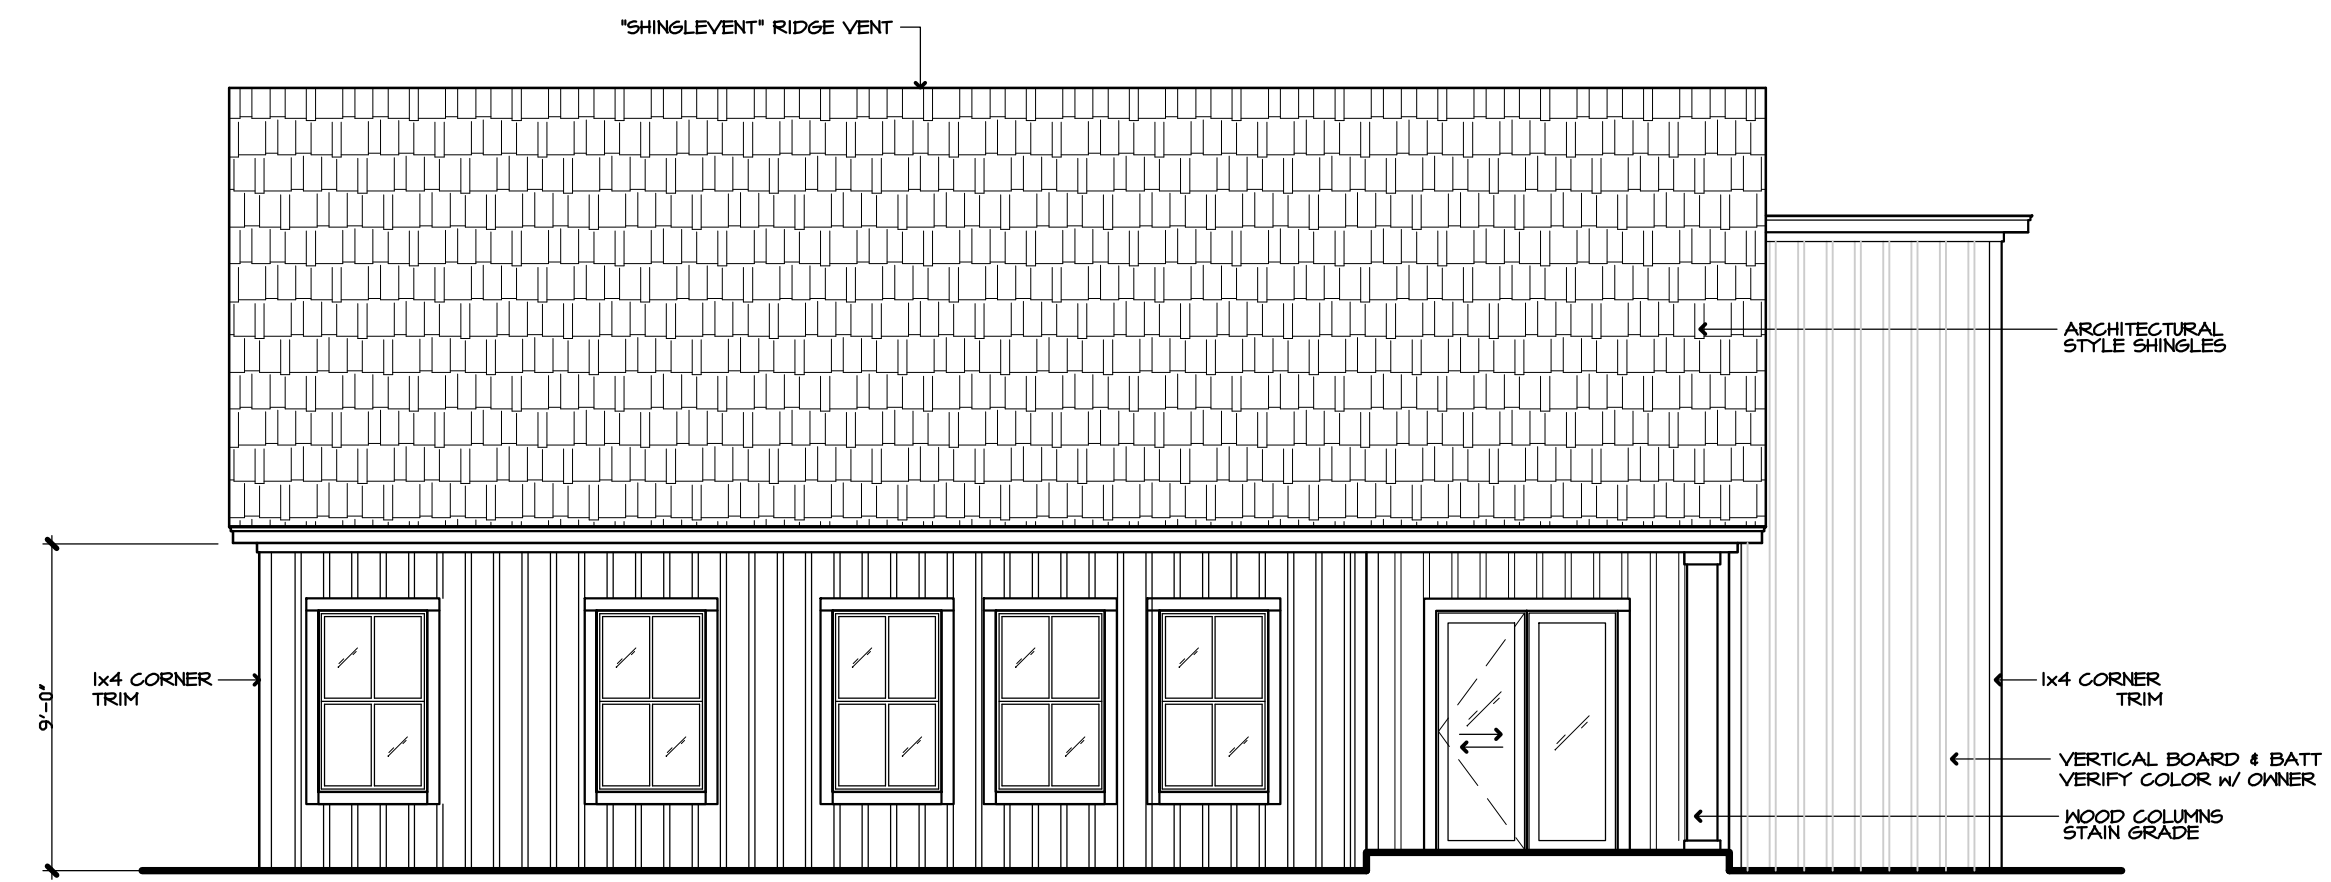 "SHINGLEVENT" RIDGE VENT
ARCHITECTURAL
STYLE SHINGLES
1x4 CORNER
TRIM
9'-0"
1x4 CORNER
TRIM
VERTICAL BOARD & BATT
VERIFY COLOR W/ OWNER
WOOD COLUMNS
STAIN GRADE